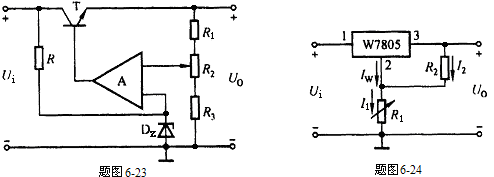 T
+
+
R
R₁
A
R₂
Uᵢ
U₀
R₃
D_Z
−
−
题图6-23
1
W7805
3
+
+
2
I_W
R₂
I₂
Uᵢ
I₁
R₁
U₀
−
−
题图6-24